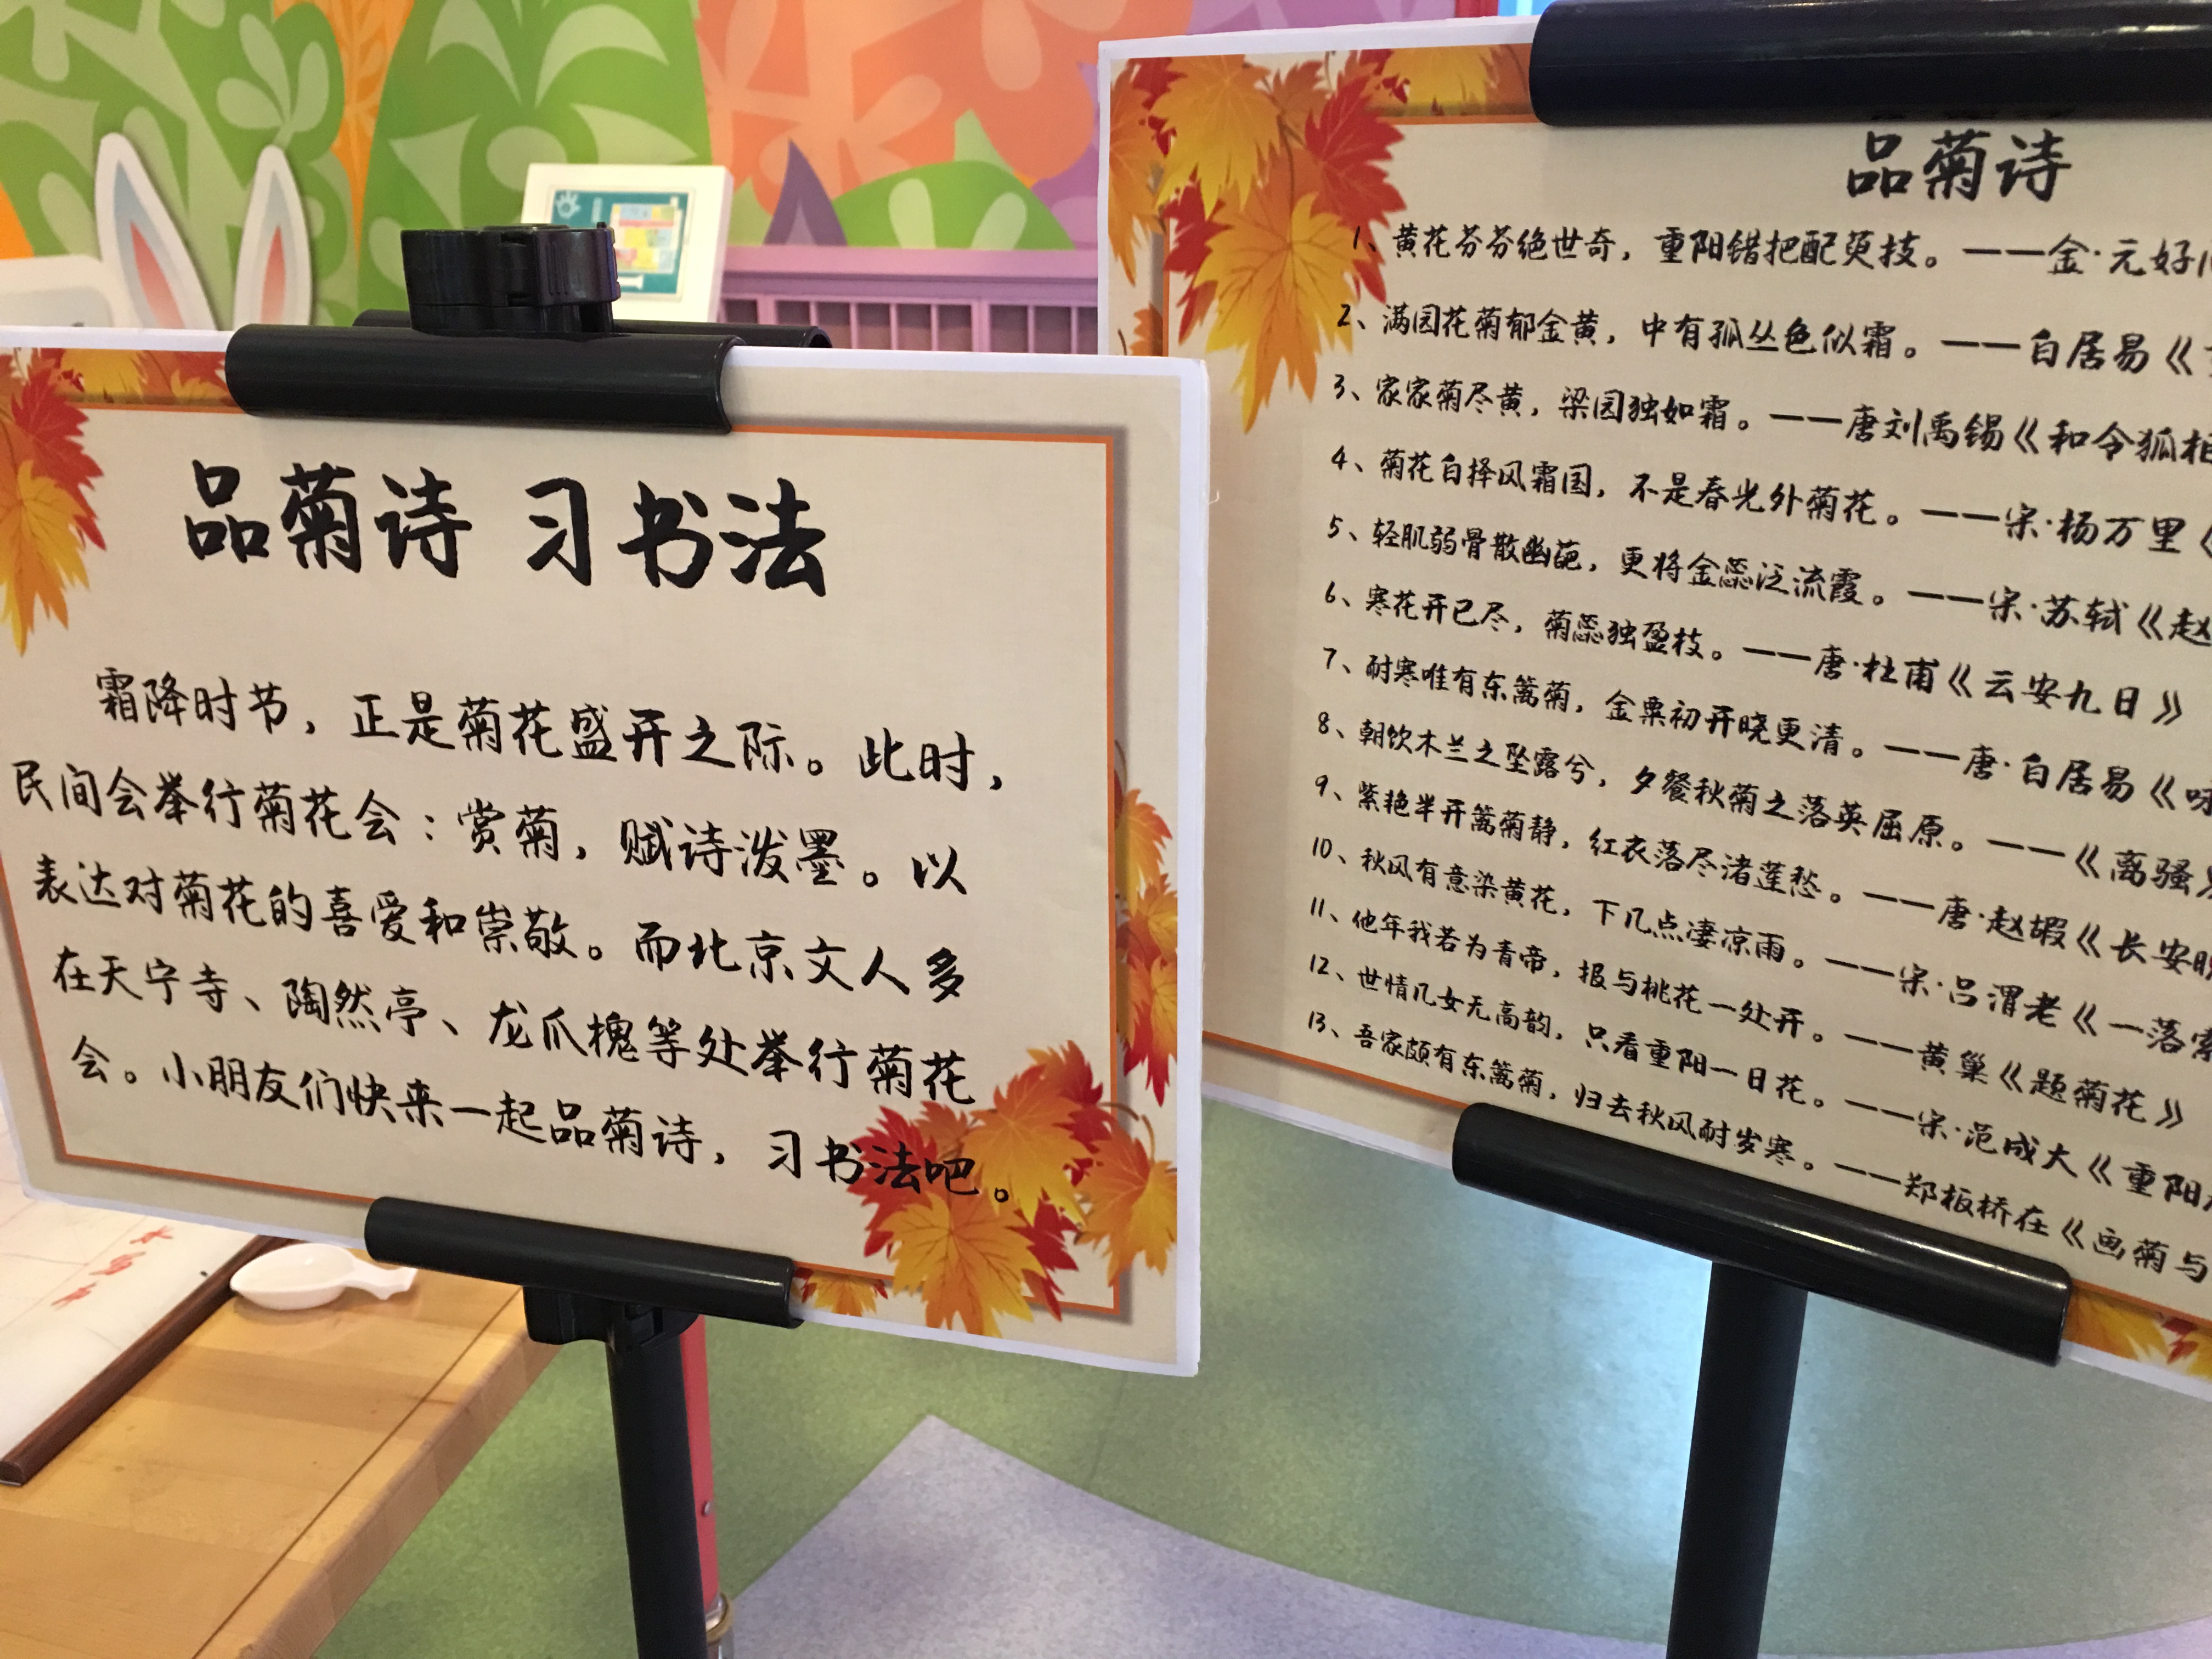 品菊诗 习书法
霜降时节，正是菊花盛开之际。此时，
民间会举行菊花会：赏菊，赋诗泼墨。以
表达对菊花的喜爱和崇敬。而北京文人多
在天宁寺、陶然亭、龙爪槐等处举行菊花
会。小朋友们快来一起品菊诗，习书法吧。
品菊诗
1、黄花芬芬绝世奇，重阳错把配萸技。——金·元好
2、满园花菊郁金黄，中有孤丛色似霜。——白居易《
3、家家菊尽黄，梁园独如霜。——唐刘禹锡《和令狐相
4、菊花自择风霜国，不是春光外菊花。——宋·杨万里《
5、轻肌弱骨散幽葩，更将金蕊泛流霞。——宋·苏轼《赵
6、寒花开已尽，菊蕊独盈枝。——唐·杜甫《云安九日》
7、耐寒唯有东篱菊，金粟初开晓更清。——唐·白居易《咏
8、朝饮木兰之坠露兮，夕餐秋菊之落英屈原。——《离骚
9、紫艳半开篱菊静，红衣落尽渚莲愁。——唐·赵嘏《长安晚
10、秋风有意染黄花，下几点凄凉雨。——宋·吕渭老《一落索
11、他年我若为青帝，报与桃花一处开。——黄巢《题菊花》
12、世情几女无高韵，只看重阳一日花。——宋·范成大《重阳
13、吾家颇有东篱菊，归去秋风耐岁寒。——郑板桥在《画菊与